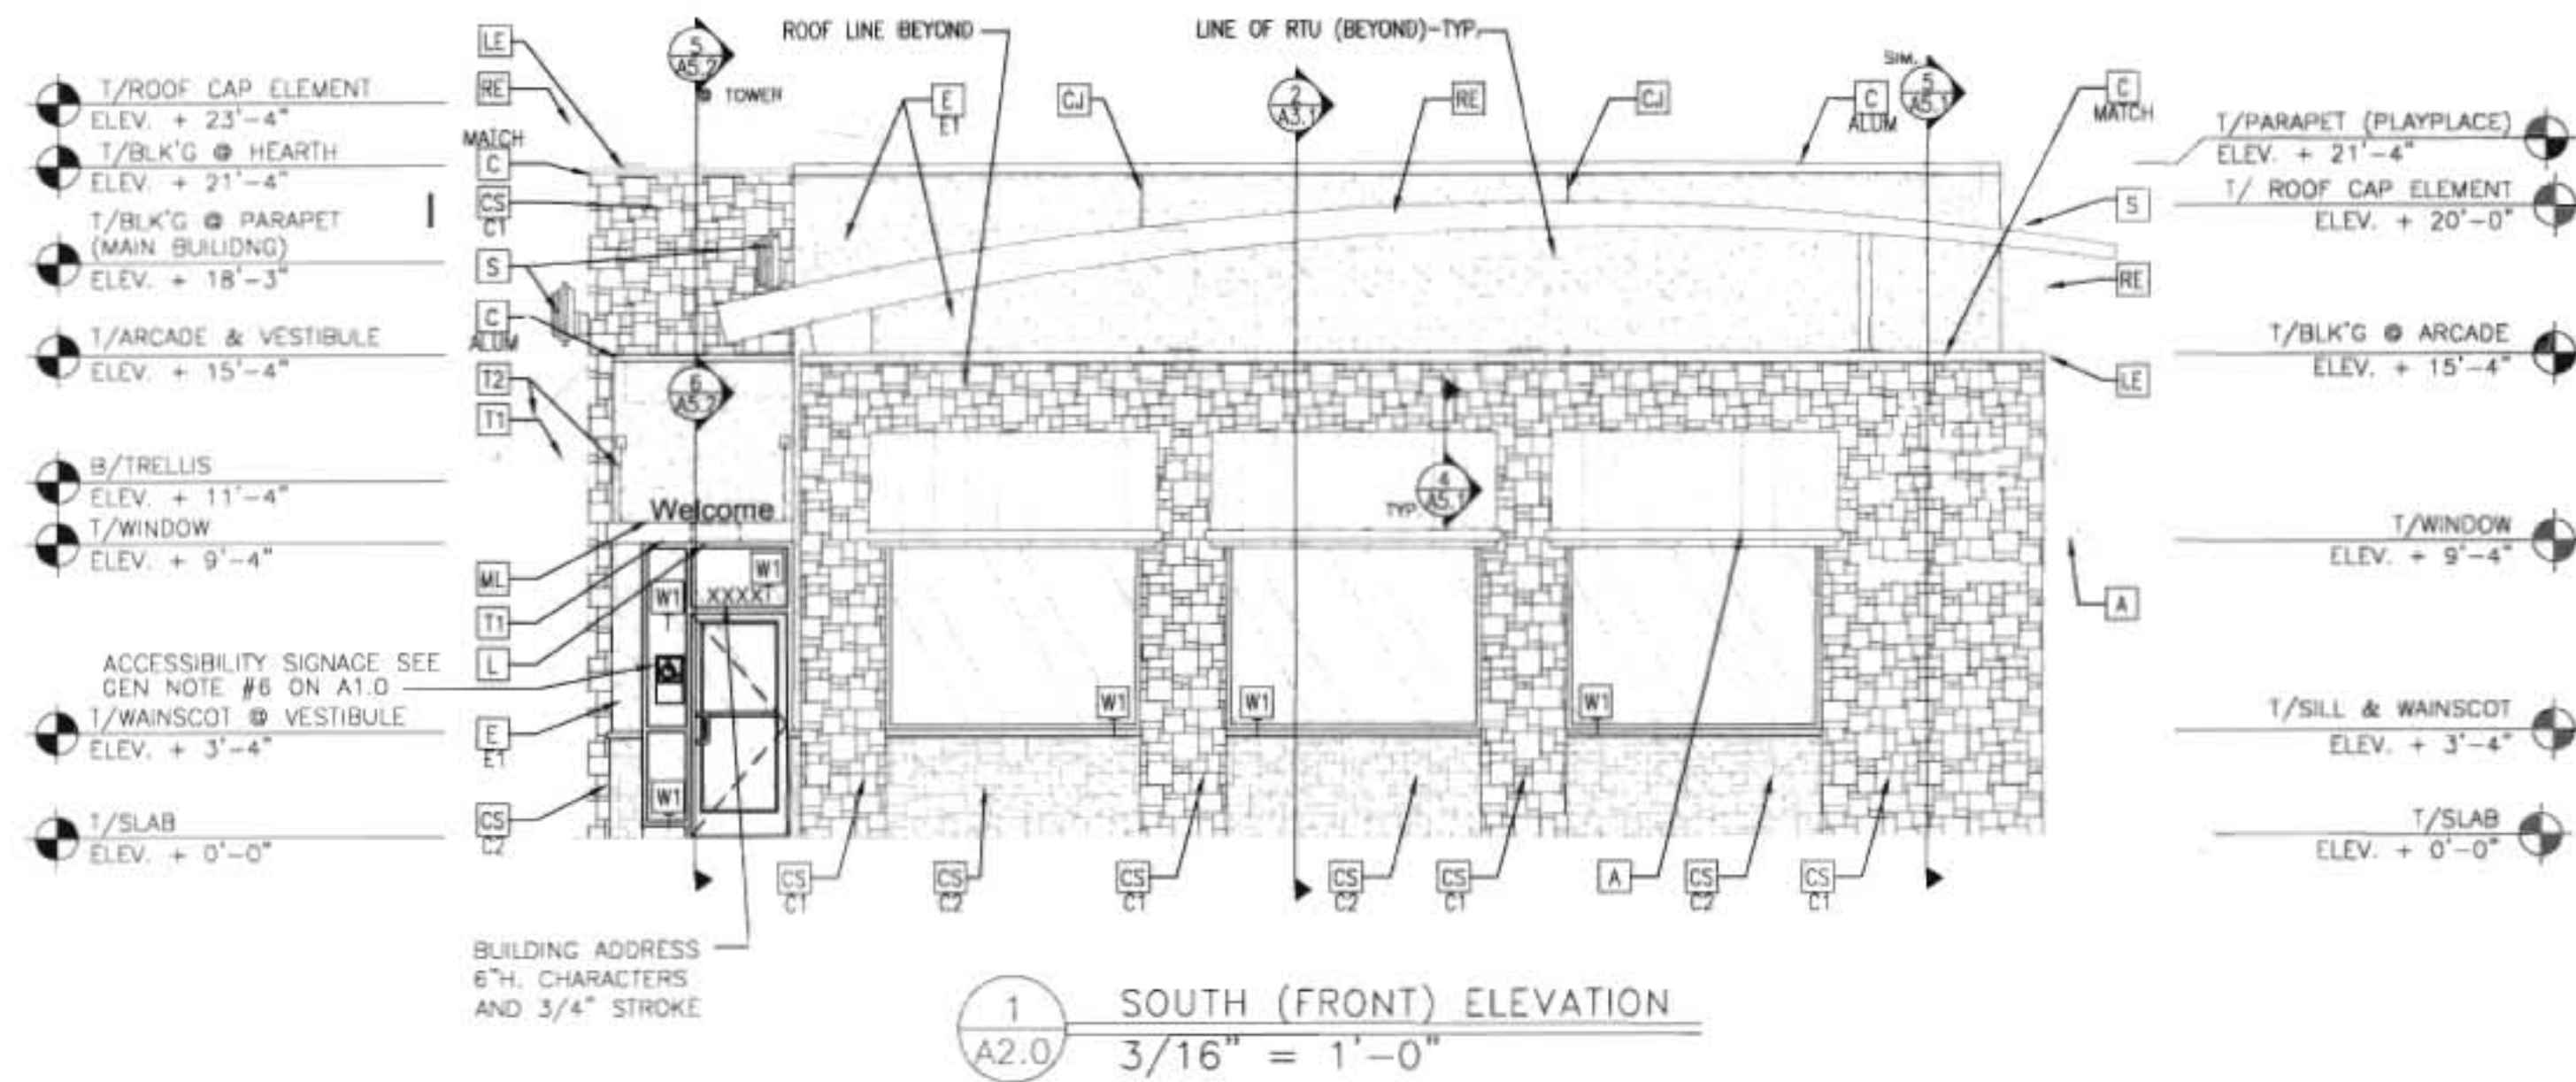 T/ROOF CAP ELEMENT
ELEV. + 23'-4"
T/BLK'G @ HEARTH
ELEV. + 21'-4"
T/BLK'G @ PARAPET
(MAIN BUILIDNG)
ELEV. + 18'-3"
T/ARCADE & VESTIBULE
ELEV. + 15'-4"
B/TRELLIS
ELEV. + 11'-4"
T/WINDOW
ELEV. + 9'-4"
ACCESSIBILITY SIGNAGE SEE
GEN NOTE #6 ON A1.0
T/WAINSCOT @ VESTIBULE
ELEV. + 3'-4"
T/SLAB
ELEV. + 0'-0"
LE
RE
MATCH
C
CS
C1
S
C
ALUM
T2
T1
ML
T1
L
E
E1
CS
C2
5
A5.2
@ TOWER
ROOF LINE BEYOND
LINE OF RTU (BEYOND)-TYP.
E
E1
CJ
2
A3.1
RE
CJ
C
ALUM
SIM.
5
A5.1
C
MATCH
6
A5.2
4
A5.1
TYP.
Welcome
W1
W1
XXXX
W1
W1
W1
W1
CS
C1
CS
C2
CS
C1
CS
C2
CS
C1
A
CS
C2
CS
C1
T/PARAPET (PLAYPLACE)
ELEV. + 21'-4"
T/ ROOF CAP ELEMENT
ELEV. + 20'-0"
S
RE
T/BLK'G @ ARCADE
ELEV. + 15'-4"
LE
T/WINDOW
ELEV. + 9'-4"
A
T/SILL & WAINSCOT
ELEV. + 3'-4"
T/SLAB
ELEV. + 0'-0"
BUILDING ADDRESS
6"H. CHARACTERS
AND 3/4" STROKE
1
A2.0
SOUTH (FRONT) ELEVATION
3/16" = 1'-0"